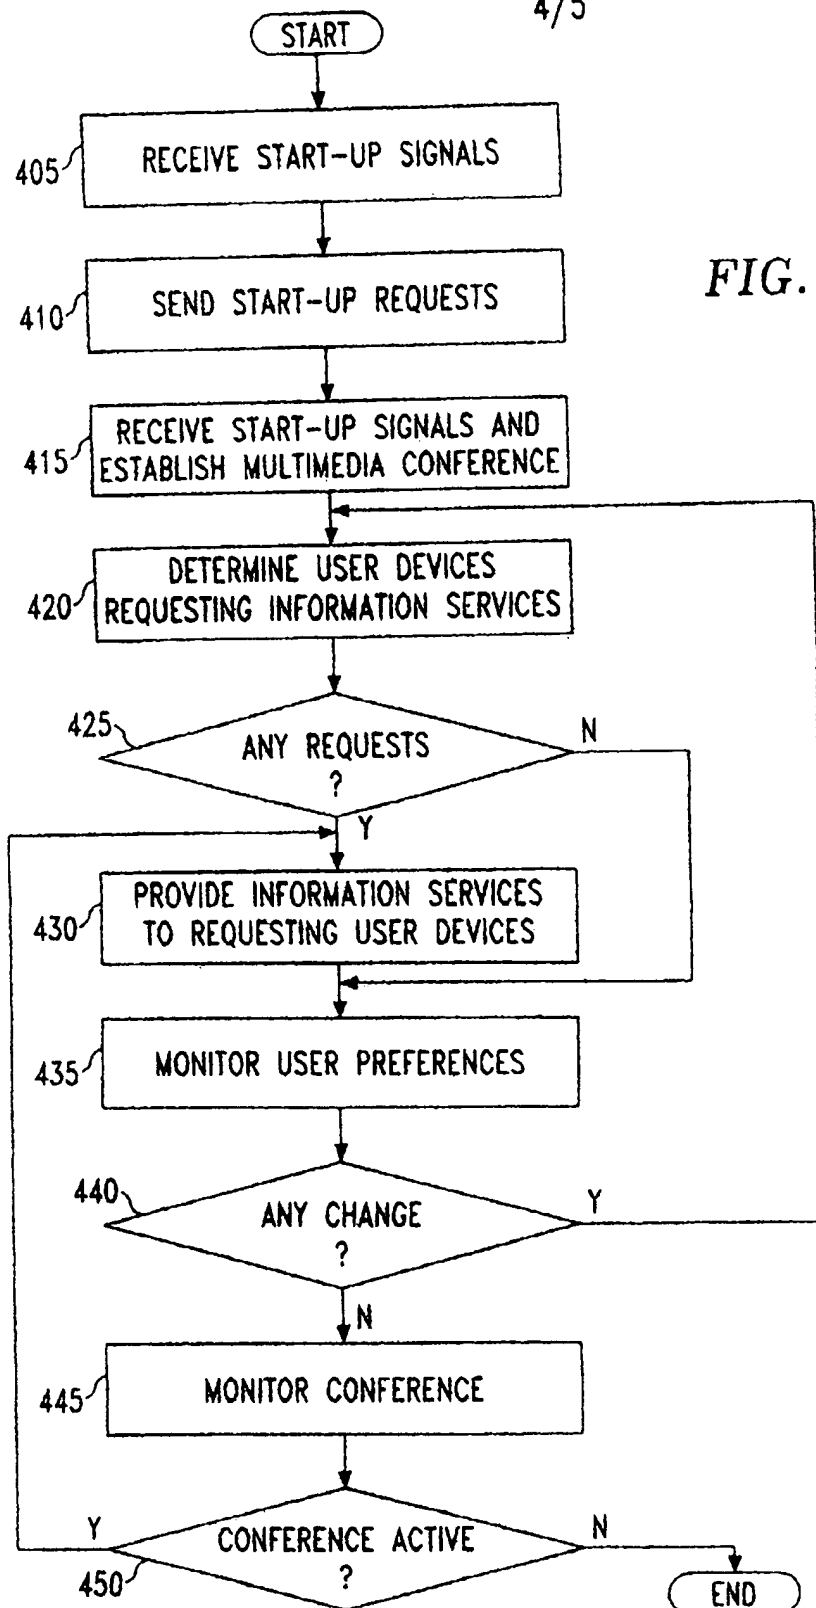 4/5
START
405
RECEIVE START-UP SIGNALS
410
SEND START-UP REQUESTS
FIG.
415
RECEIVE START-UP SIGNALS AND
ESTABLISH MULTIMEDIA CONFERENCE
420
DETERMINE USER DEVICES
REQUESTING INFORMATION SERVICES
425
ANY REQUESTS
?
N
Y
430
PROVIDE INFORMATION SERVICES
TO REQUESTING USER DEVICES
435
MONITOR USER PREFERENCES
440
ANY CHANGE
?
Y
N
445
MONITOR CONFERENCE
450
CONFERENCE ACTIVE
?
Y
N
END